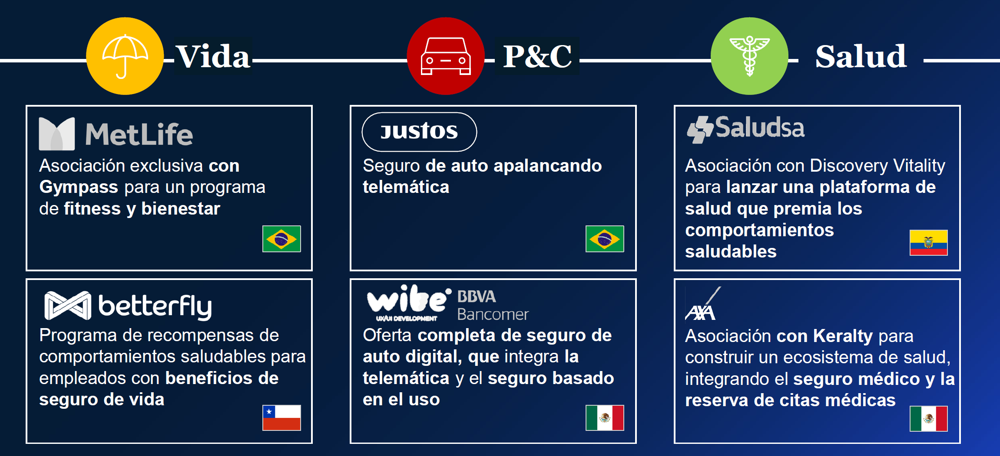 Vida
P&C
Salud
MetLife
Asociación exclusiva con
Gympass para un programa
de fitness y bienestar
Justos
Seguro de auto apalancando
telemática
Saludsa
Asociación con Discovery Vitality
para lanzar una plataforma de
salud que premia los
comportamientos
saludables
betterfly
Programa de recompensas de
comportamientos saludables para
empleados con beneficios de
seguro de vida
wibe
UX/UI DEVELOPMENT
BBVA
Bancomer
Oferta completa de seguro de
auto digital, que integra la
telemática y el seguro basado
en el uso
AXA
Asociación con Keralty para
construir un ecosistema de salud,
integrando el seguro médico y la
reserva de citas médicas